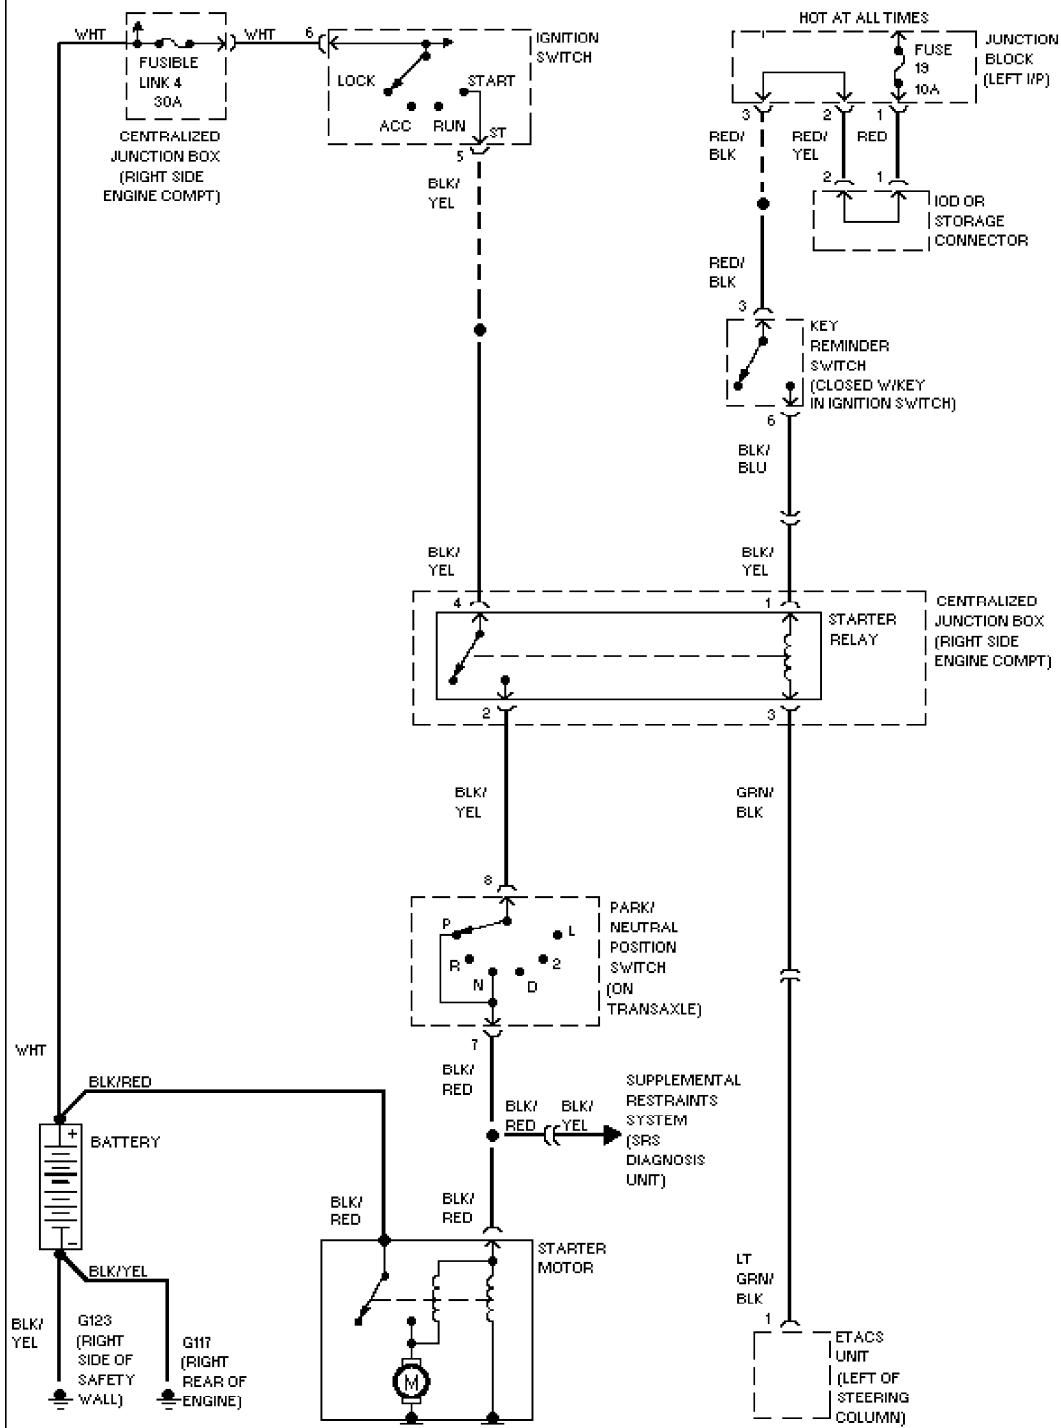 HOT AT ALL TIMES
WHT
WHT
6
IGNITION
SWITCH
FUSIBLE
LINK 4
30A
LOCK
START
ACC
RUN
ST
5
CENTRALIZED
JUNCTION BOX
(RIGHT SIDE
ENGINE COMPT)
BLK/
YEL
FUSE
19
10A
JUNCTION
BLOCK
(LEFT I/P)
3
2
1
RED/
BLK
RED/
YEL
RED
2
1
IOD OR
STORAGE
CONNECTOR
RED/
BLK
3
KEY
REMINDER
SWITCH
(CLOSED W/KEY
IN IGNITION SWITCH)
6
BLK/
BLU
BLK/
YEL
BLK/
YEL
4
1
STARTER
RELAY
CENTRALIZED
JUNCTION BOX
(RIGHT SIDE
ENGINE COMPT)
2
3
BLK/
YEL
GRN/
BLK
8
P
R
N
D
2
L
PARK/
NEUTRAL
POSITION
SWITCH
(ON
TRANSAXLE)
7
WHT
BLK/
RED
BLK/RED
BLK/
RED
BLK/
YEL
SUPPLEMENTAL
RESTRAINTS
SYSTEM
(SRS
DIAGNOSIS
UNIT)
+
BATTERY
-
BLK/
RED
BLK/
RED
STARTER
MOTOR
M
BLK/YEL
BLK/
YEL
G123
(RIGHT
SIDE OF
SAFETY
WALL)
G117
(RIGHT
REAR OF
ENGINE)
LT
GRN/
BLK
1
ETACS
UNIT
(LEFT OF
STEERING
COLUMN)